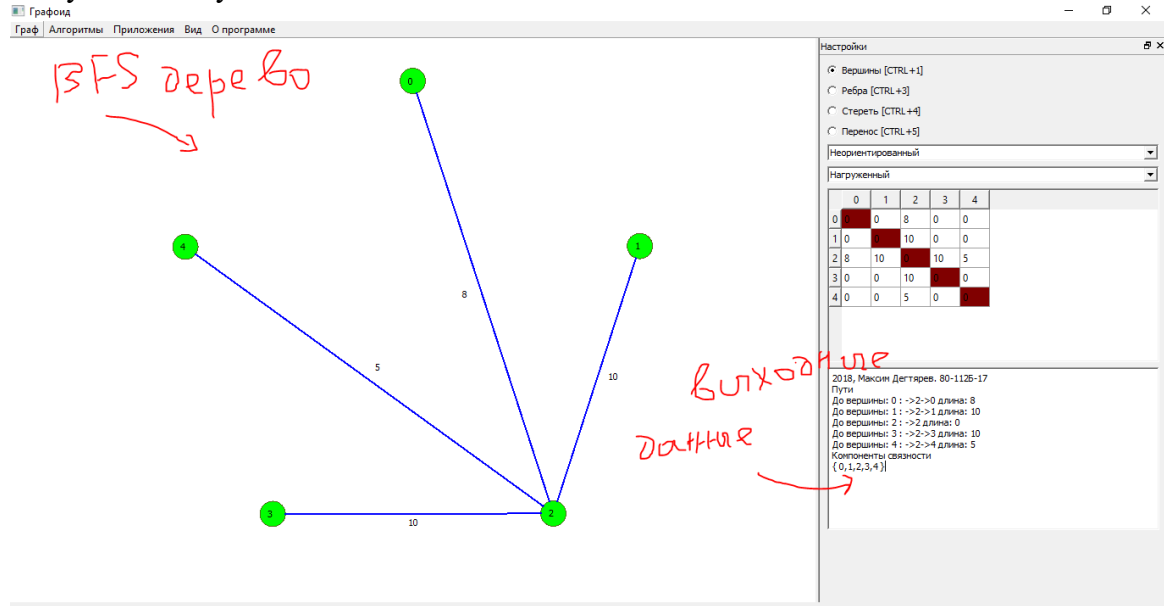 Графоид
Граф Алгоритмы Приложения Вид О программе
BFS дерево
0
4
1
8
5
10
3
2
10
Настройки
Вершины [CTRL+1]
Ребра [CTRL+3]
Стереть [CTRL+4]
Перенос [CTRL+5]
Неориентированный
Нагруженный
0 1 2 3 4
0 0 0 8 0 0
1 0 0 10 0 0
2 8 10 0 10 5
3 0 0 10 0 0
4 0 0 5 0 0
выходные
данные
2018, Максим Дегтярев. 80-112Б-17
Пути
До вершины: 0 : ->2->0 длина: 8
До вершины: 1 : ->2->1 длина: 10
До вершины: 2 : ->2 длина: 0
До вершины: 3 : ->2->3 длина: 10
До вершины: 4 : ->2->4 длина: 5
Компоненты связности
{ 0,1,2,3,4 }